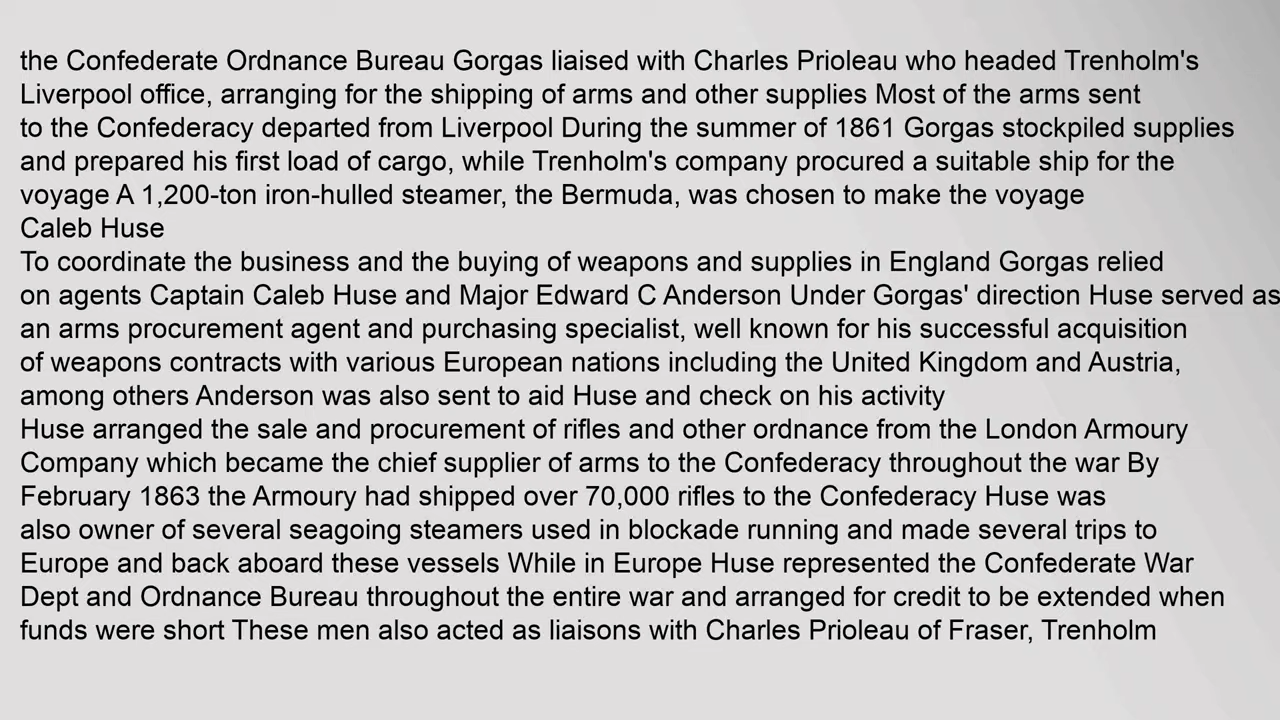 the Confederate Ordnance Bureau Gorgas liaised with Charles Prioleau who headed Trenholm's
Liverpool office, arranging for the shipping of arms and other supplies Most of the arms sent
to the Confederacy departed from Liverpool During the summer of 1861 Gorgas stockpiled supplies
and prepared his first load of cargo, while Trenholm's company procured a suitable ship for the
voyage A 1,200-ton iron-hulled steamer, the Bermuda, was chosen to make the voyage
Caleb Huse
To coordinate the business and the buying of weapons and supplies in England Gorgas relied
on agents Captain Caleb Huse and Major Edward C Anderson Under Gorgas' direction Huse served as
an arms procurement agent and purchasing specialist, well known for his successful acquisition
of weapons contracts with various European nations including the United Kingdom and Austria,
among others Anderson was also sent to aid Huse and check on his activity
Huse arranged the sale and procurement of rifles and other ordnance from the London Armoury
Company which became the chief supplier of arms to the Confederacy throughout the war By
February 1863 the Armoury had shipped over 70,000 rifles to the Confederacy Huse was
also owner of several seagoing steamers used in blockade running and made several trips to
Europe and back aboard these vessels While in Europe Huse represented the Confederate War
Dept and Ordnance Bureau throughout the entire war and arranged for credit to be extended when
funds were short These men also acted as liaisons with Charles Prioleau of Fraser, Trenholm